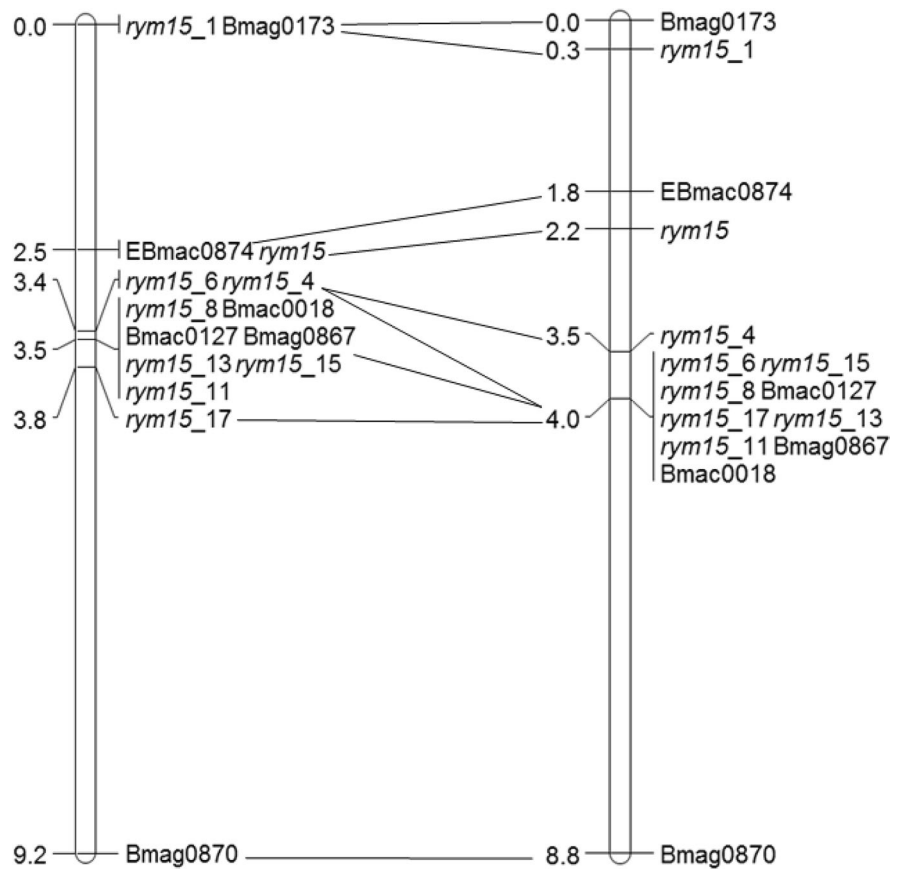 0.0 rym15_1 Bmag0173
2.5 EBmac0874 rym15
3.4 rym15_6 rym15_4
rym15_8 Bmac0018
3.5 Bmac0127 Bmag0867
rym15_13 rym15_15
rym15_11
3.8 rym15_17
9.2 Bmag0870
0.0 Bmag0173
0.3 rym15_1
1.8 EBmac0874
2.2 rym15
3.5 rym15_4
rym15_6 rym15_15
rym15_8 Bmac0127
4.0 rym15_17 rym15_13
rym15_11 Bmag0867
Bmac0018
8.8 Bmag0870